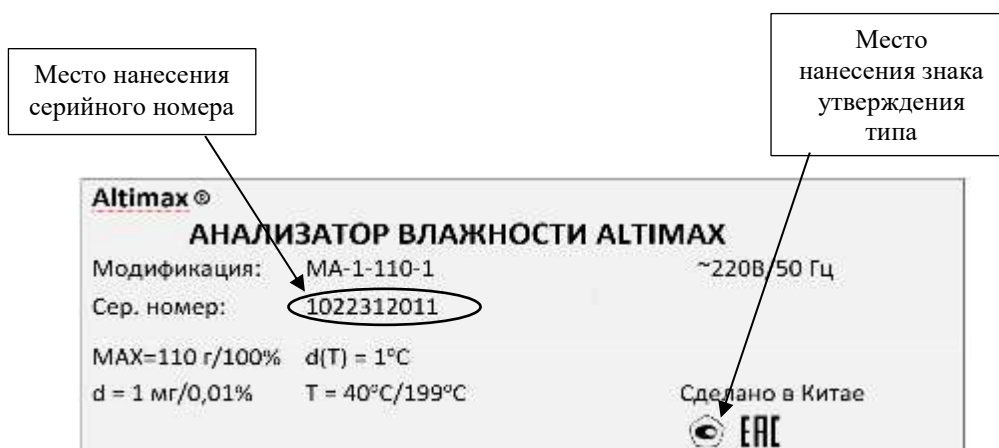 Место нанесения
серийного номера
Место
нанесения знака
утверждения
типа
Altimax ®
АНАЛИЗАТОР ВЛАЖНОСТИ ALTIMAX
Модификация: МА-1-110-1 ~220В/50 Гц
Сер. номер: 1022312011
MAX=110 г/100% d(T) = 1°C
d = 1 мг/0,01% T = 40°C/199°C Сделано в Китае
EAC